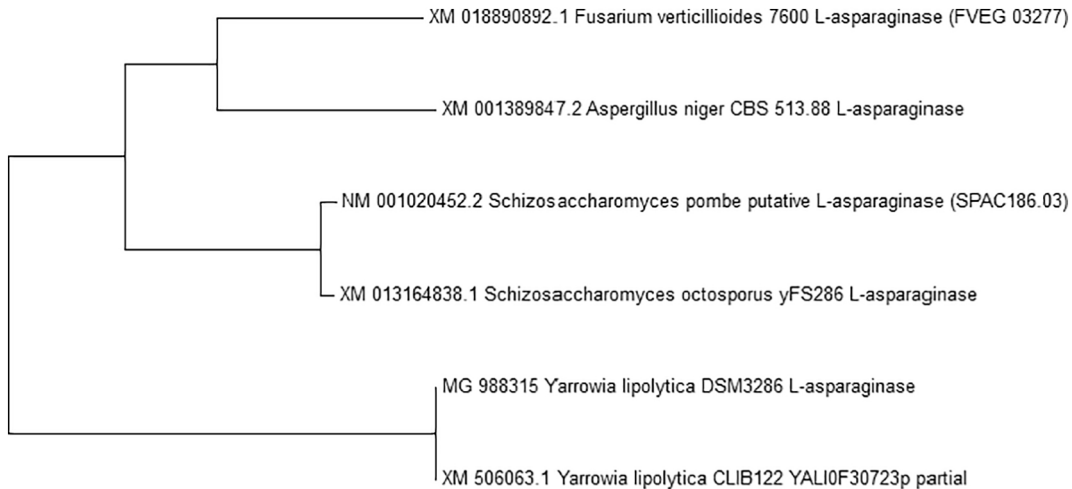 XM 018890892.1 Fusarium verticillioides 7600 L-asparaginase (FVEG 03277)
XM 001389847.2 Aspergillus niger CBS 513.88 L-asparaginase
NM 001020452.2 Schizosaccharomyces pombe putative L-asparaginase (SPAC186.03)
XM 013164838.1 Schizosaccharomyces octosporus yFS286 L-asparaginase
MG 988315 Yarrowia lipolytica DSM3286 L-asparaginase
XM 506063.1 Yarrowia lipolytica CLIB122 YALI0F30723p partial